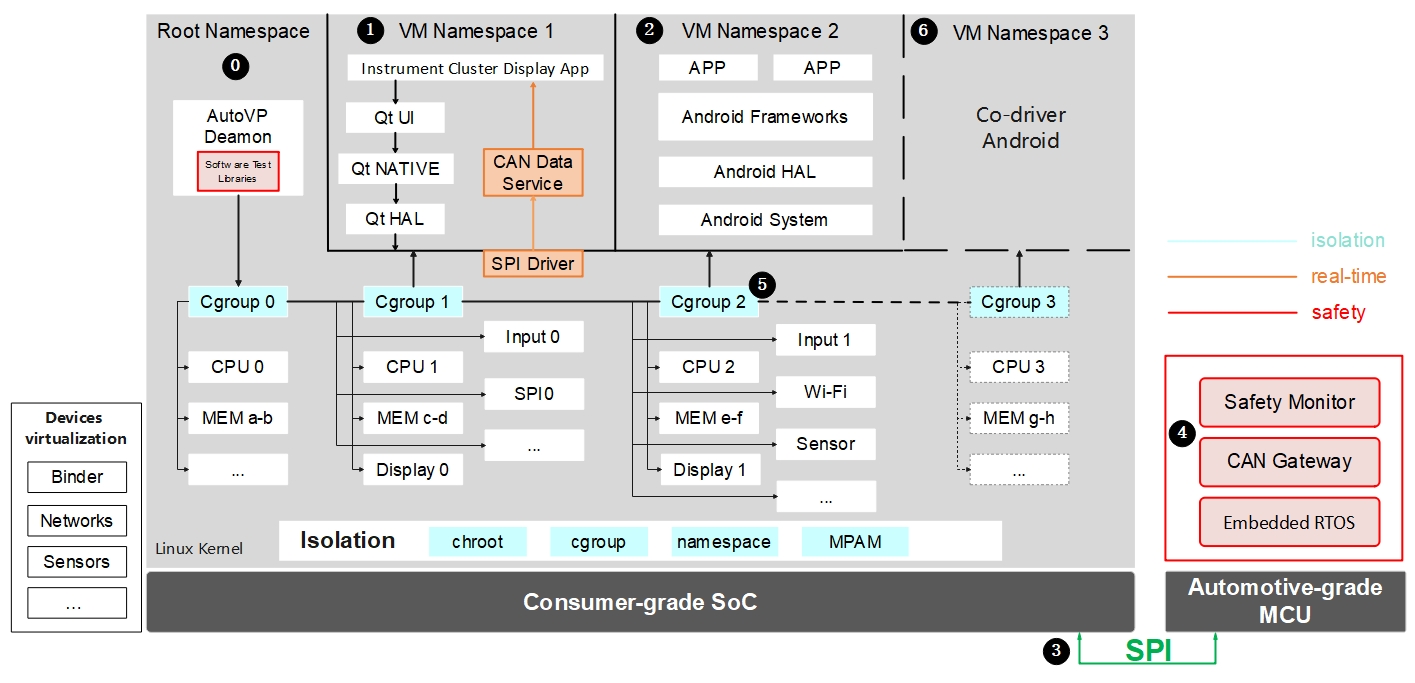 Root Namespace
0
AutoVP
Deamon
Software Test
Libraries
1
VM Namespace 1
Instrument Cluster Display App
Qt UI
Qt NATIVE
Qt HAL
CAN Data
Service
SPI Driver
2
VM Namespace 2
APP
APP
Android Frameworks
Android HAL
Android System
6
VM Namespace 3
Co-driver
Android
isolation
real-time
safety
Cgroup 0
Cgroup 1
Cgroup 2
5
Cgroup 3
CPU 0
MEM a-b
...
CPU 1
MEM c-d
Display 0
Input 0
SPI0
...
CPU 2
MEM e-f
Display 1
Input 1
Wi-Fi
Sensor
...
CPU 3
MEM g-h
...
Devices
virtualization
Binder
Networks
Sensors
...
Linux Kernel
Isolation
chroot
cgroup
namespace
MPAM
Consumer-grade SoC
4
Safety Monitor
CAN Gateway
Embedded RTOS
Automotive-grade
MCU
3
SPI